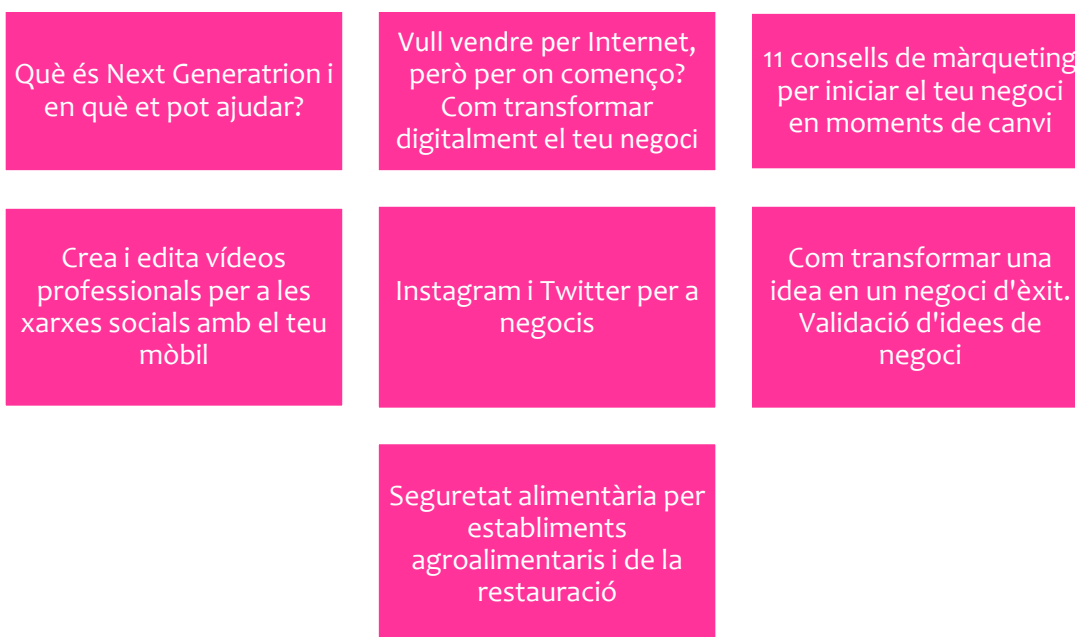 Què és Next Generatrion i
en què et pot ajudar?
Vull vendre per Internet,
però per on començo?
Com transformar
digitalment el teu negoci
11 consells de màrqueting
per iniciar el teu negoci
en moments de canvi
Crea i edita vídeos
professionals per a les
xarxes socials amb el teu
mòbil
Instagram i Twitter per a
negocis
Com transformar una
idea en un negoci d'èxit.
Validació d'idees de
negoci
Seguretat alimentària per
establiments
agroalimentaris i de la
restauració